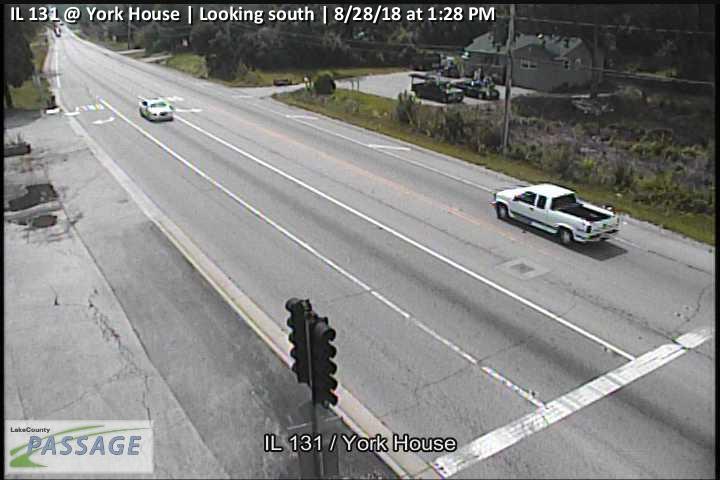 IL 131 @ York House | Looking south | 8/28/18 at 1:28 PM
LakeCounty
PASSAGE
IL 131 / York House